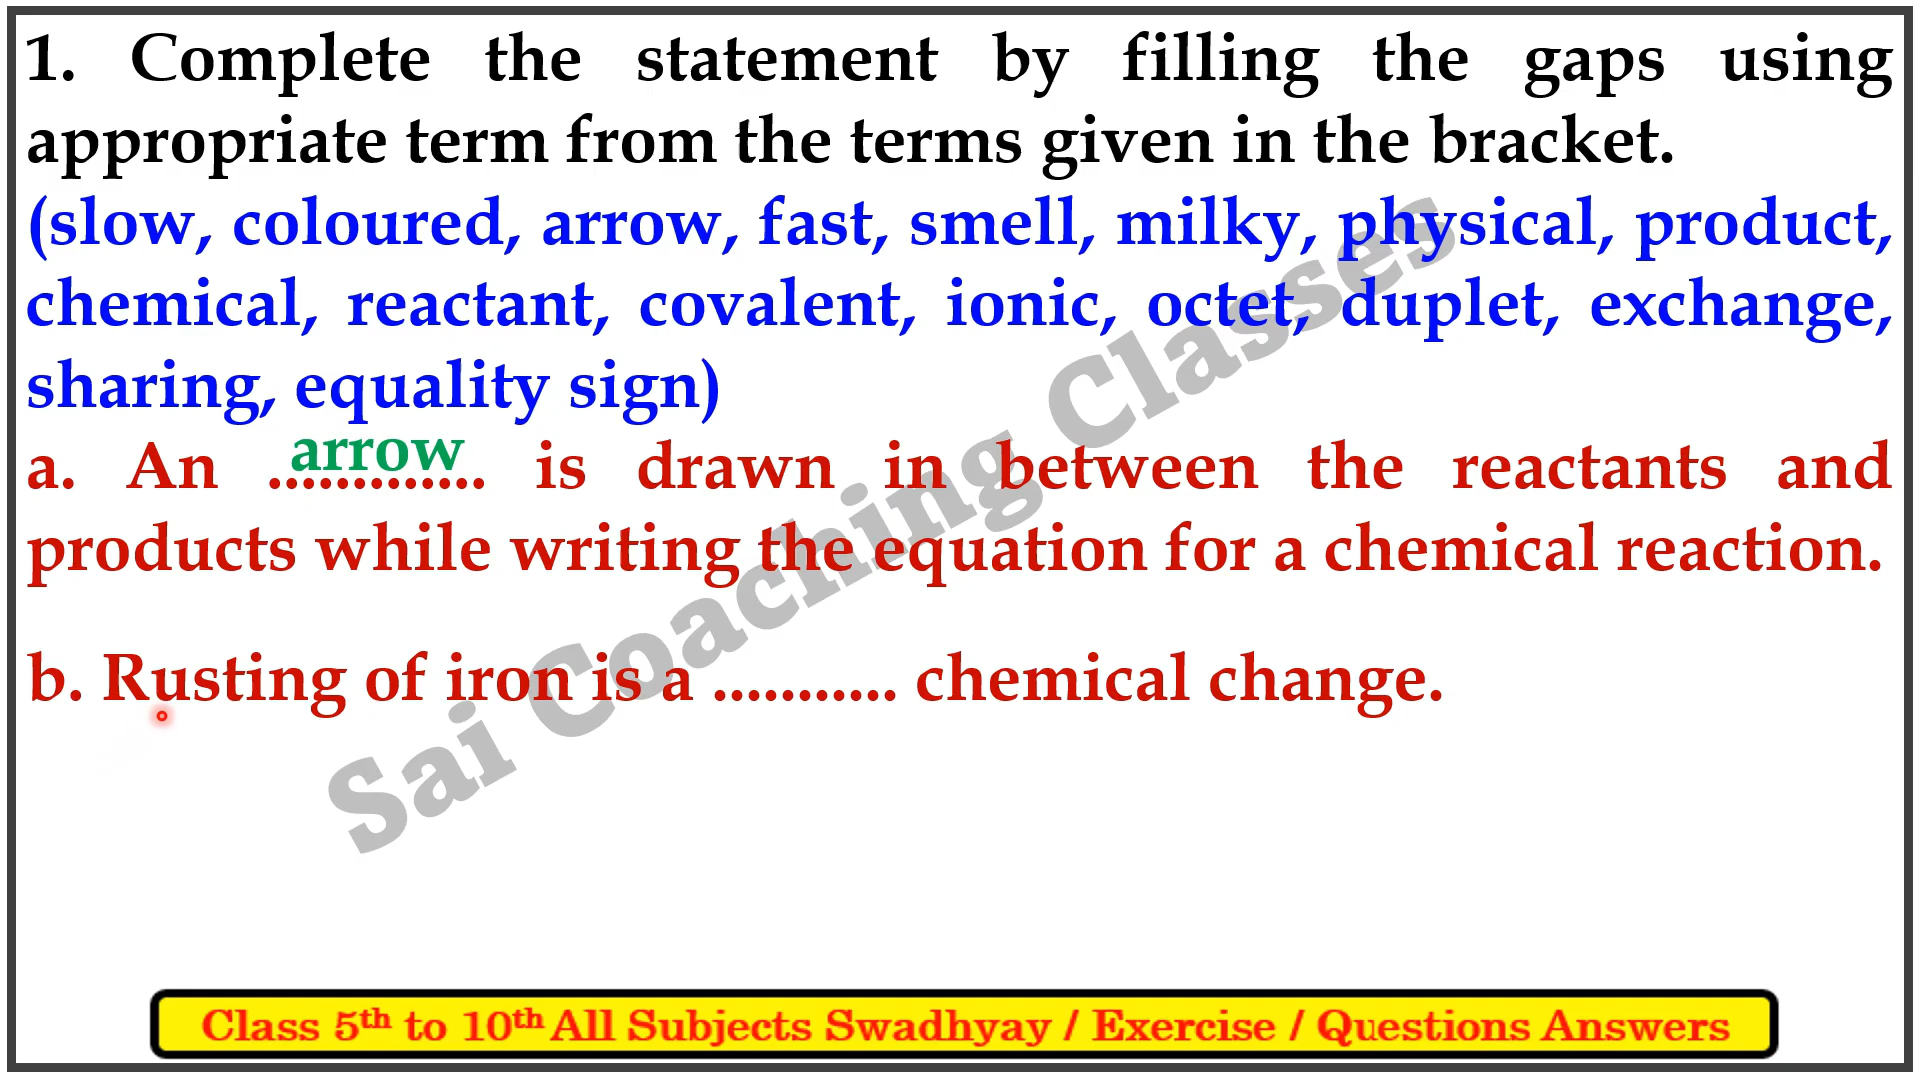 1. Complete the statement by filling the gaps using
appropriate term from the terms given in the bracket.
(slow, coloured, arrow, fast, smell, milky, physical, product,
chemical, reactant, covalent, ionic, octet, duplet, exchange,
sharing, equality sign)
a. An ....arrow.... is drawn in between the reactants and
products while writing the equation for a chemical reaction.
b. Rusting of iron is a ........... chemical change.
Sai Coaching Classes
Class 5th to 10th All Subjects Swadhyay / Exercise / Questions Answers